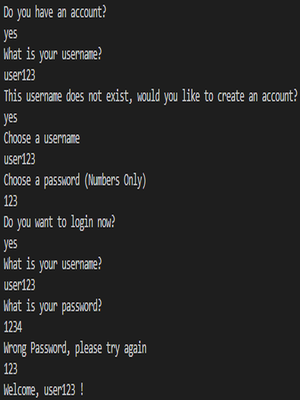 Do you have an account?
yes
What is your username?
user123
This username does not exist, would you like to create an account?
yes
Choose a username
user123
Choose a password (Numbers Only)
123
Do you want to login now?
yes
What is your username?
user123
What is your password?
1234
Wrong Password, please try again
123
Welcome, user123 !